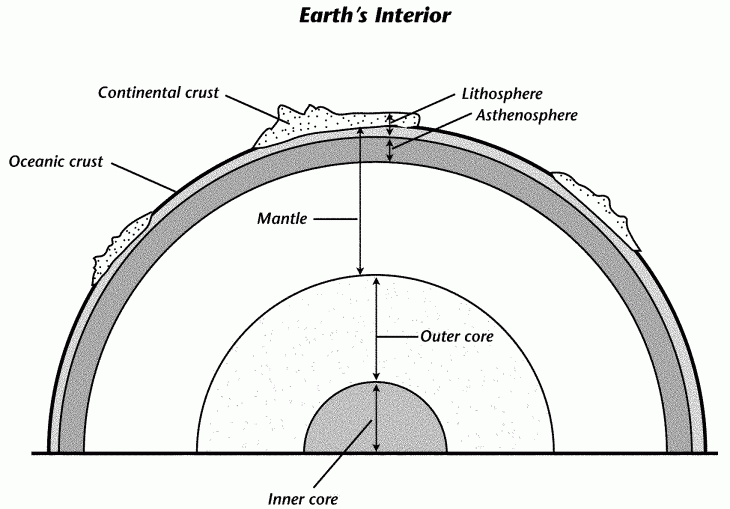 Earth's Interior
Continental crust
Lithosphere
Asthenosphere
Oceanic crust
Mantle
Outer core
Inner core